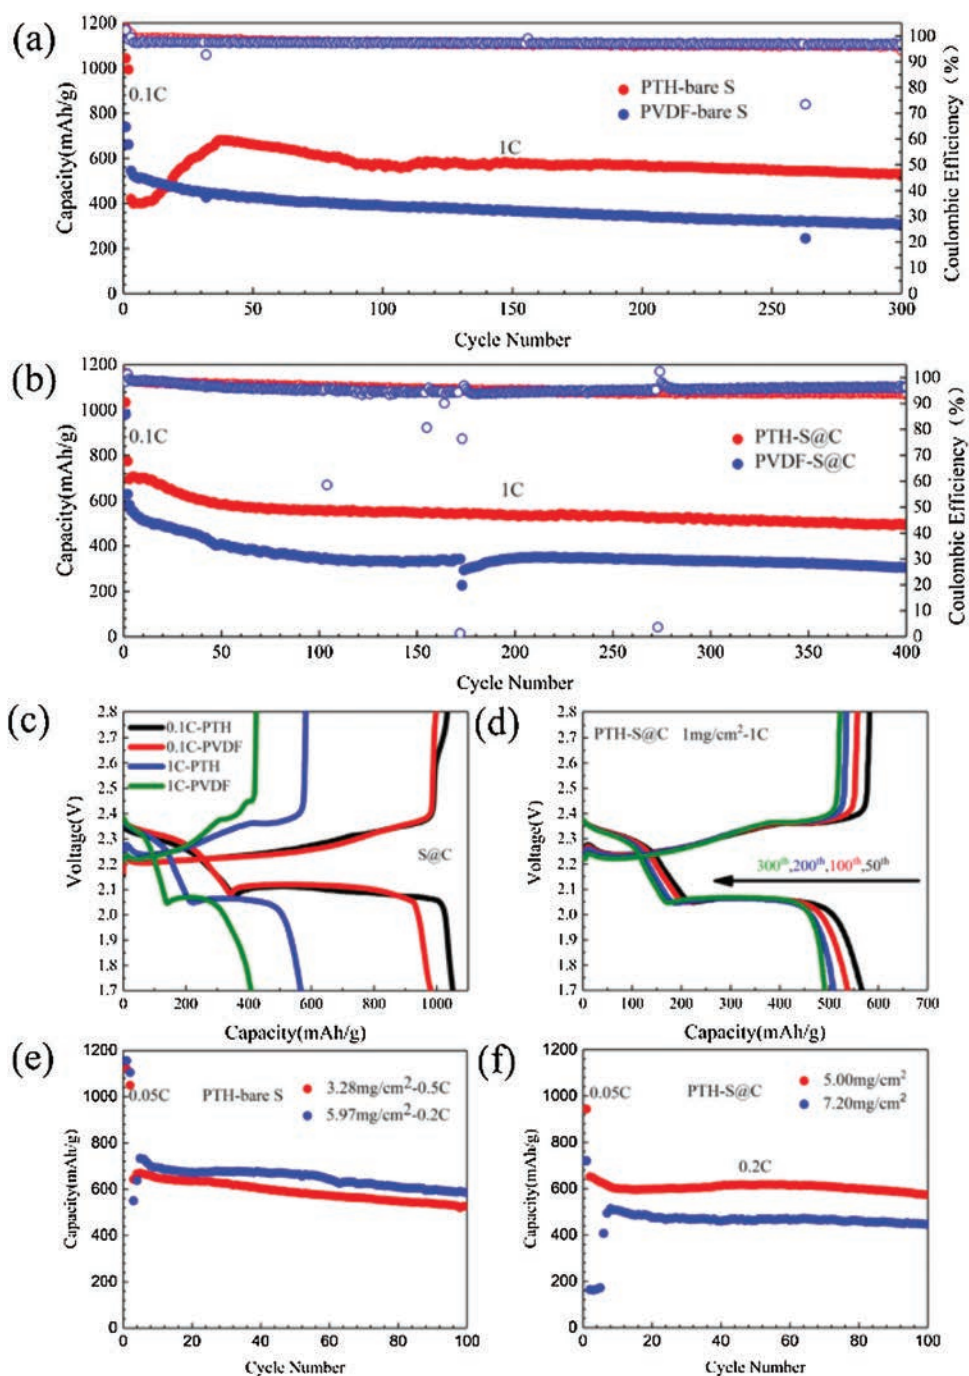 (a)
1200
1000
800
600
400
200
0
Capacity(mAh/g)
0.1C
PTH-bare S
PVDF-bare S
1C
100
90
80
70
60
50
40
30
20
10
0
Coulombic Efficiency (%)
0
50
100
150
200
250
300
Cycle Number
(b)
1200
1000
800
600
400
200
0
Capacity(mAh/g)
0.1C
PTH-S@C
PVDF-S@C
1C
100
90
80
70
60
50
40
30
20
10
0
Coulombic Efficiency (%)
0
50
100
150
200
250
300
350
400
Cycle Number
(c)
2.8
2.7
2.6
2.5
2.4
2.3
2.2
2.1
2.0
1.9
1.8
1.7
Voltage(V)
0.1C-PTH
0.1C-PVDF
1C-PTH
1C-PVDF
S@C
0
200
400
600
800
1000
Capacity(mAh/g)
(d)
2.8
2.7
2.6
2.5
2.4
2.3
2.2
2.1
2.0
1.9
1.8
1.7
Voltage(V)
PTH-S@C 1mg/cm²-1C
300th,200th,100th,50th
0
100
200
300
400
500
600
700
Capacity(mAh/g)
(e)
1200
1000
800
600
400
200
0
Capacity(mAh/g)
0.05C
PTH-bare S
3.28mg/cm²-0.5C
5.97mg/cm²-0.2C
0
20
40
60
80
100
Cycle Number
(f)
1200
1000
800
600
400
200
0
Capacity(mAh/g)
0.05C
PTH-S@C
5.00mg/cm²
7.20mg/cm²
0.2C
0
20
40
60
80
100
Cycle Number